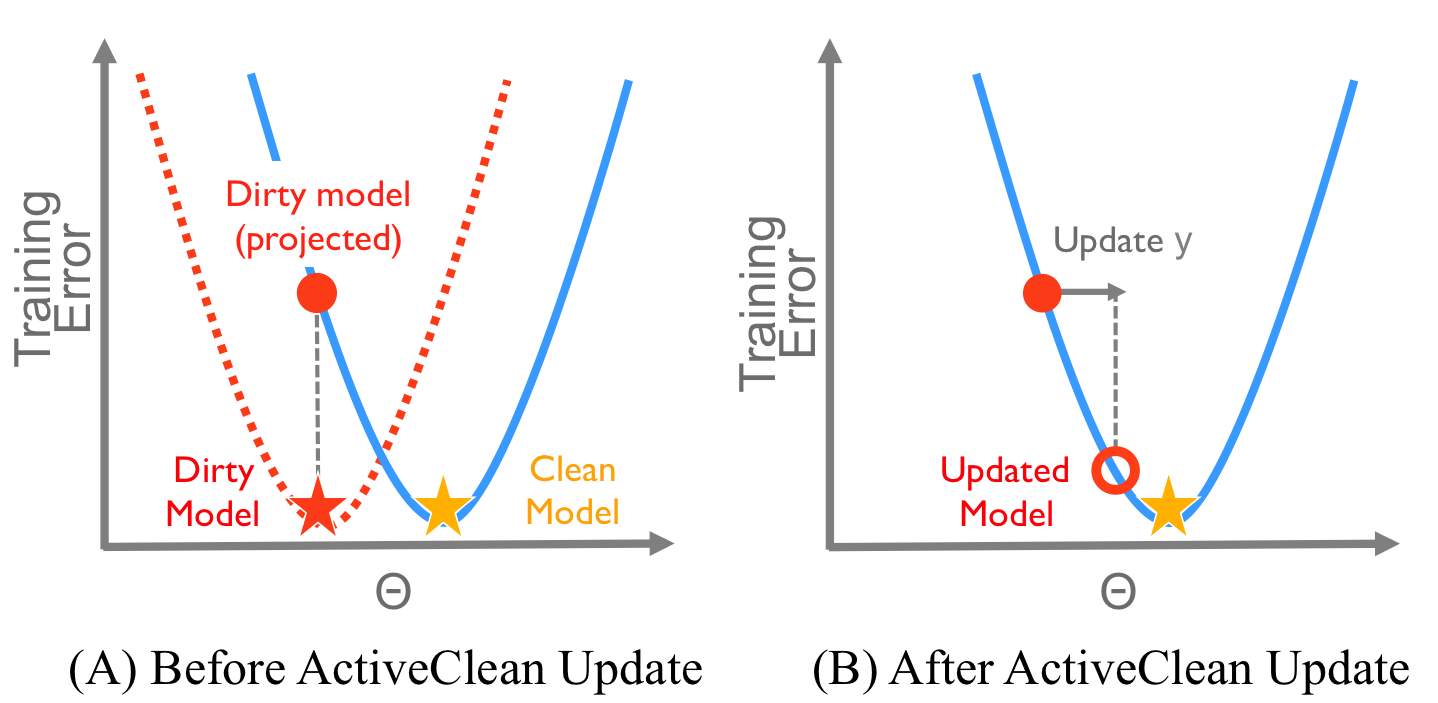 Training
Error
Dirty model
(projected)
Dirty
Model
Clean
Model
Θ
(A) Before ActiveClean Update
Training
Error
Update y
Updated
Model
Θ
(B) After ActiveClean Update